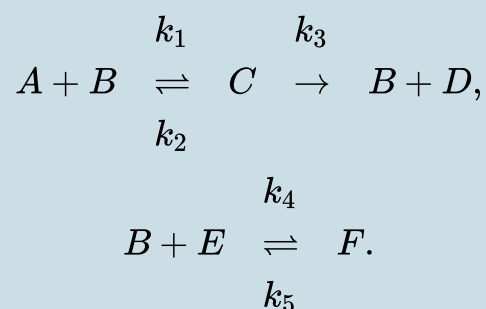 k₁ k₃
A + B ⇌ C → B + D,
k₂
k₄
B + E ⇌ F.
k₅